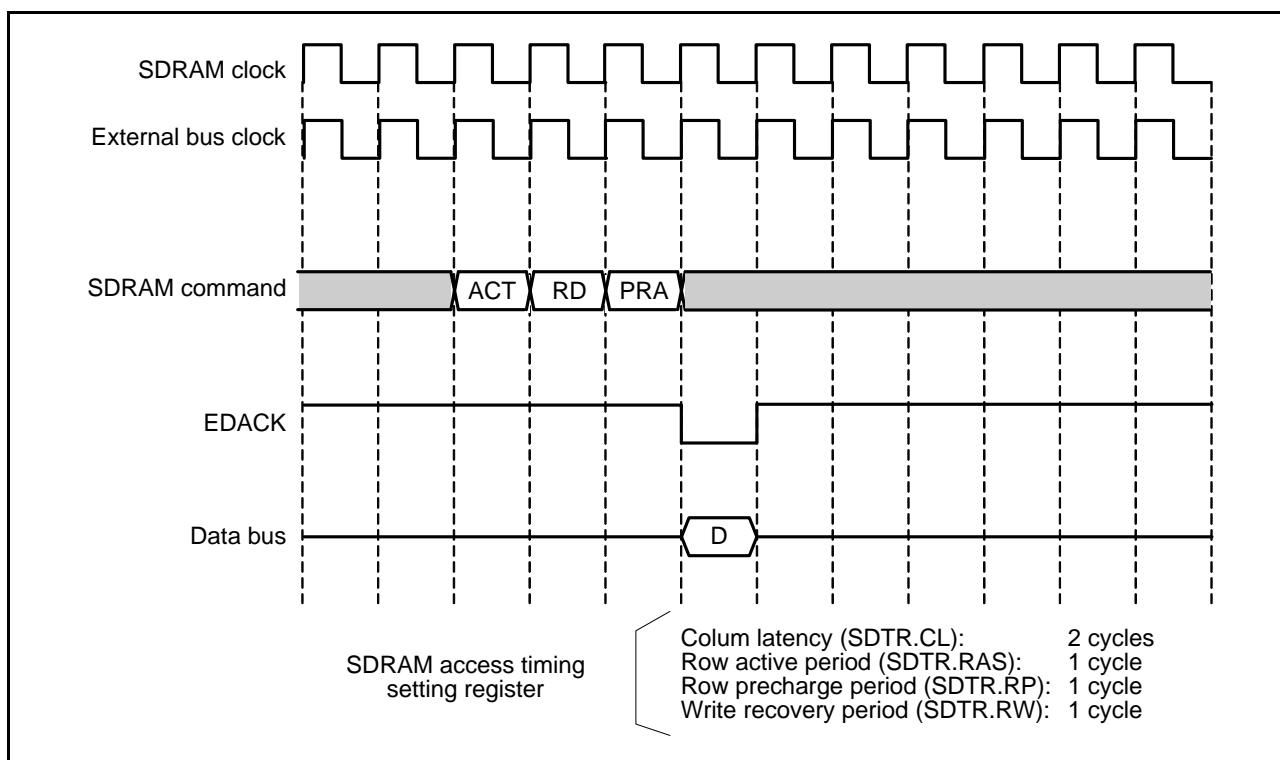 SDRAM clock
External bus clock
SDRAM command
ACT
RD
PRA
EDACK
Data bus
D
SDRAM access timing
setting register
Colum latency (SDTR.CL): 2 cycles
Row active period (SDTR.RAS): 1 cycle
Row precharge period (SDTR.RP): 1 cycle
Write recovery period (SDTR.RW): 1 cycle